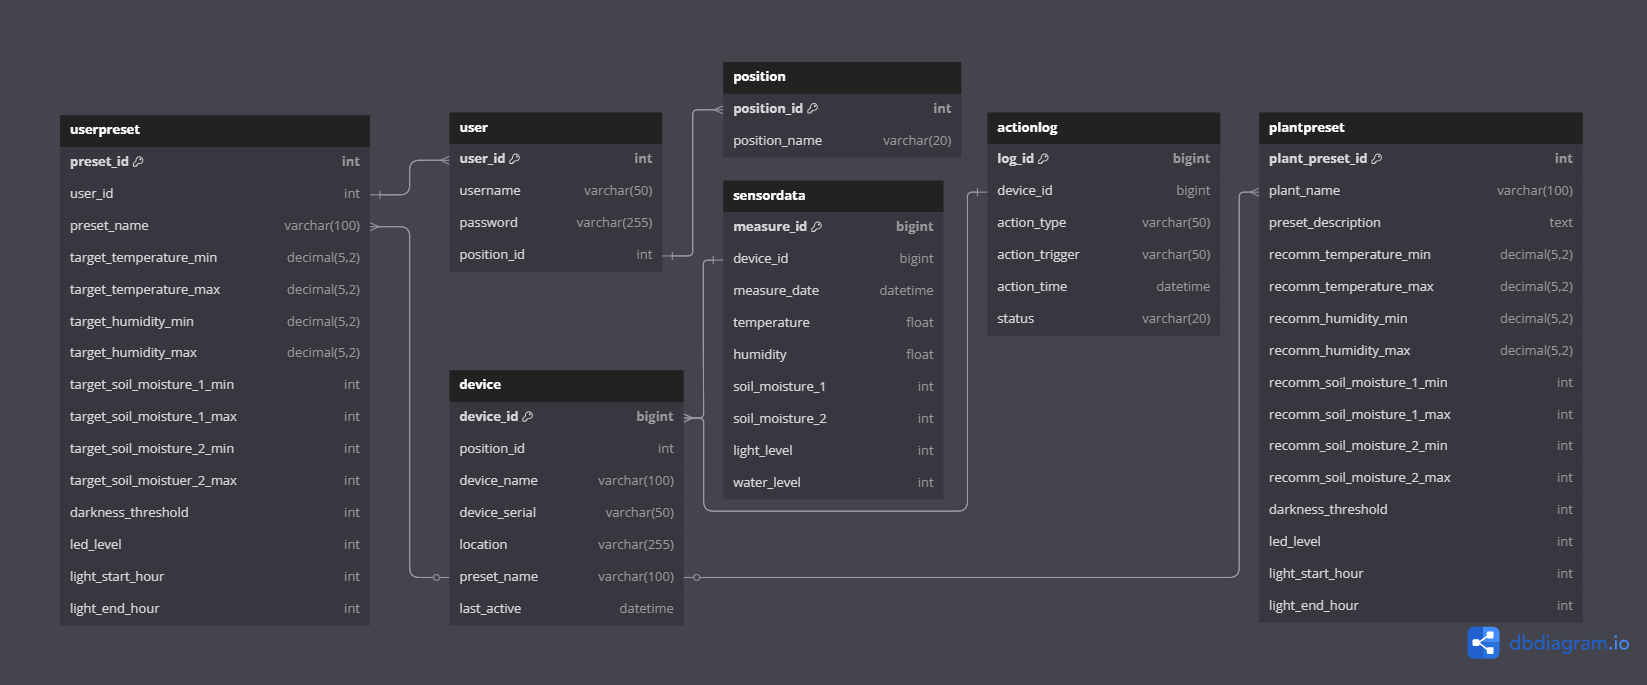 userpreset
preset_id int
user_id int
preset_name varchar(100)
target_temperature_min decimal(5,2)
target_temperature_max decimal(5,2)
target_humidity_min decimal(5,2)
target_humidity_max decimal(5,2)
target_soil_moisture_1_min int
target_soil_moisture_1_max int
target_soil_moisture_2_min int
target_soil_moistuer_2_max int
darkness_threshold int
led_level int
light_start_hour int
light_end_hour int
user
user_id int
username varchar(50)
password varchar(255)
position_id int
device
device_id bigint
position_id int
device_name varchar(100)
device_serial varchar(50)
location varchar(255)
preset_name varchar(100)
last_active datetime
position
position_id int
position_name varchar(20)
sensordata
measure_id bigint
device_id bigint
measure_date datetime
temperature float
humidity float
soil_moisture_1 int
soil_moisture_2 int
light_level int
water_level int
actionlog
log_id bigint
device_id bigint
action_type varchar(50)
action_trigger varchar(50)
action_time datetime
status varchar(20)
plantpreset
plant_preset_id int
plant_name varchar(100)
preset_description text
recomm_temperature_min decimal(5,2)
recomm_temperature_max decimal(5,2)
recomm_humidity_min decimal(5,2)
recomm_humidity_max decimal(5,2)
recomm_soil_moisture_1_min int
recomm_soil_moisture_1_max int
recomm_soil_moisture_2_min int
recomm_soil_moisture_2_max int
darkness_threshold int
led_level int
light_start_hour int
light_end_hour int
dbdiagram.io